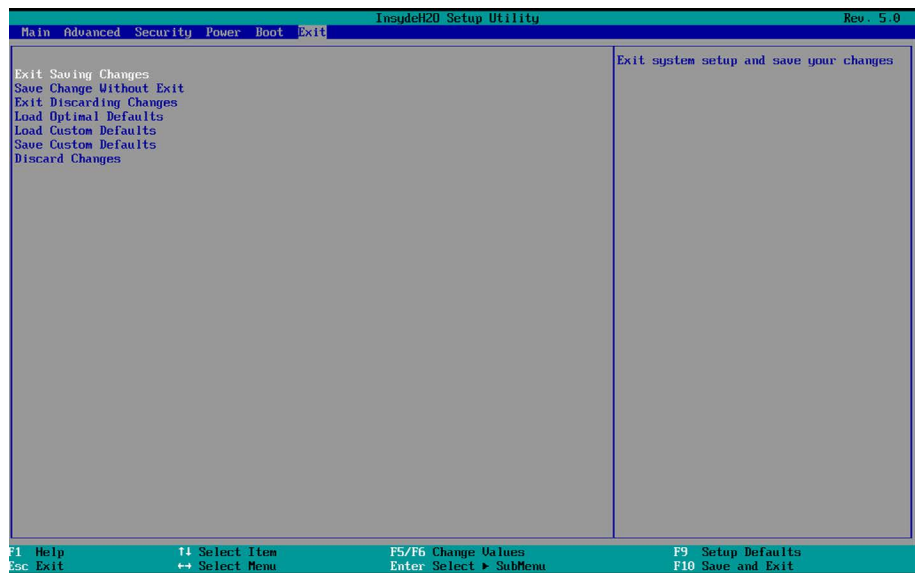 InsydeH2O Setup Utility Rev. 5.0
Main Advanced Security Power Boot Exit
Exit Saving Changes
Save Change Without Exit
Exit Discarding Changes
Load Optimal Defaults
Load Custom Defaults
Save Custom Defaults
Discard Changes
Exit system setup and save your changes
F1 Help ↑↓ Select Item F5/F6 Change Values F9 Setup Defaults
Esc Exit ↔ Select Menu Enter Select ► SubMenu F10 Save and Exit